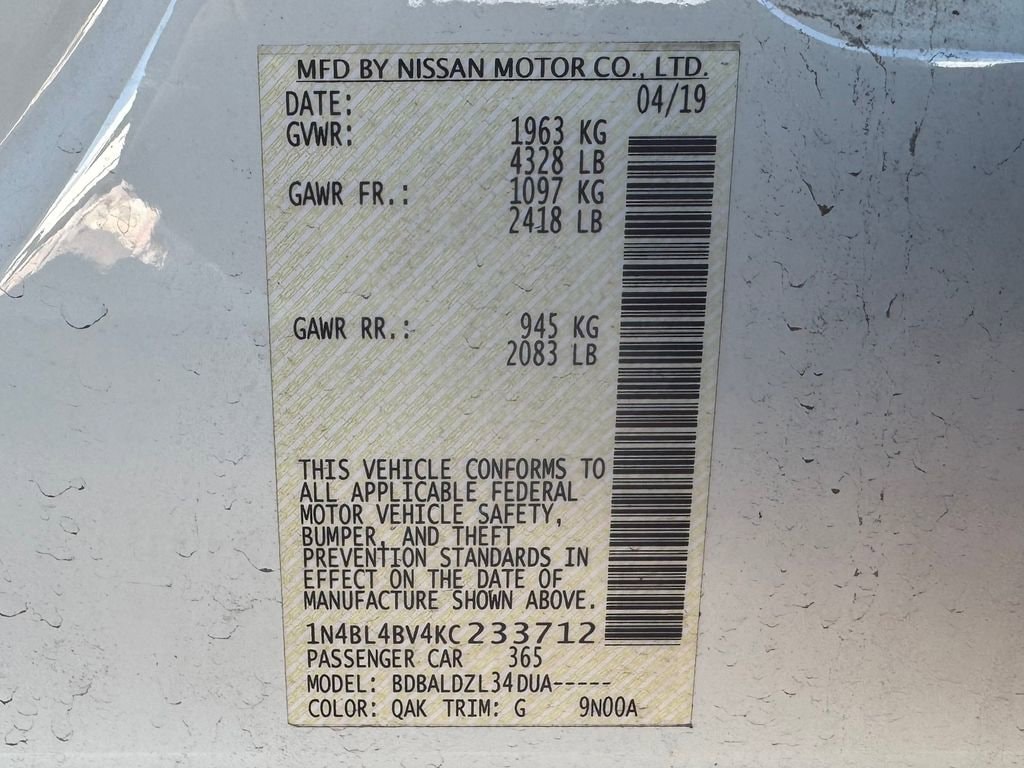 MFD BY NISSAN MOTOR CO., LTD.
DATE: 04/19
GVWR: 1963 KG
4328 LB
GAWR FR.: 1097 KG
2418 LB
GAWR RR.: 945 KG
2083 LB
THIS VEHICLE CONFORMS TO
ALL APPLICABLE FEDERAL
MOTOR VEHICLE SAFETY,
BUMPER, AND THEFT
PREVENTION STANDARDS IN
EFFECT ON THE DATE OF
MANUFACTURE SHOWN ABOVE.
1N4BL4BV4KC233712
PASSENGER CAR 365
MODEL: BDBALDZL34DUA-----
COLOR: QAK TRIM: G 9N00A